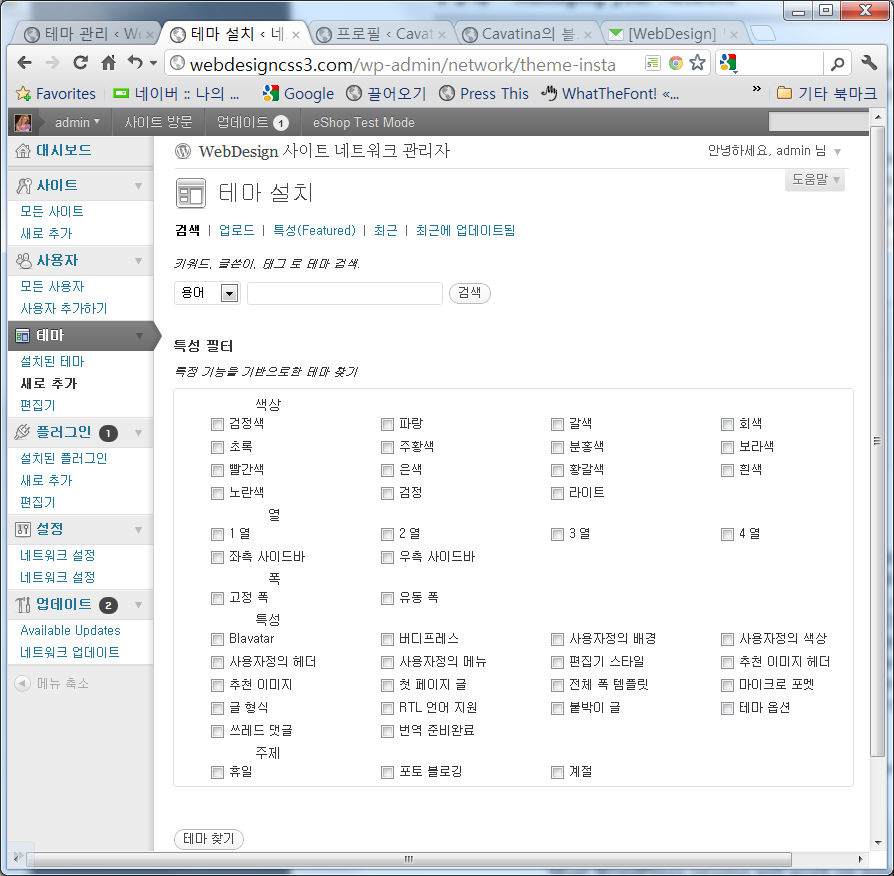 테마 관리 ‹ W
테마 설치 ‹ 네
프로필 ‹ Cavat
Cavatina의 블
[WebDesign]
webdesigncss3.com/wp-admin/network/theme-insta
Favorites
네이버 :: 나의 ...
Google
끌어오기
Press This
WhatTheFont! «...
»
기타 북마크
admin
사이트 방문
업데이트 1
eShop Test Mode
대시보드
사이트
모든 사이트
새로 추가
사용자
모든 사용자
사용자 추가하기
테마
설치된 테마
새로 추가
편집기
플러그인 1
설치된 플러그인
새로 추가
편집기
설정
네트워크 설정
네트워크 설정
업데이트 2
Available Updates
네트워크 업데이트
메뉴 축소
WebDesign 사이트 네트워크 관리자
안녕하세요, admin 님
도움말
테마 설치
검색 | 업로드 | 특성(Featured) | 최근 | 최근에 업데이트됨
키워드, 글쓴이, 태그 로 테마 검색.
용어
검색
특성 필터
특정 기능을 기반으로한 테마 찾기
색상
검정색 파랑 갈색 회색
초록 주황색 분홍색 보라색
빨간색 은색 황갈색 흰색
노란색 검정 라이트
열
1 열 2 열 3 열 4 열
좌측 사이드바 우측 사이드바
폭
고정 폭 유동 폭
특성
Blavatar 버디프레스 사용자정의 배경 사용자정의 색상
사용자정의 헤더 사용자정의 메뉴 편집기 스타일 추천 이미지 헤더
추천 이미지 첫 페이지 글 전체 폭 템플릿 마이크로 포멧
글 형식 RTL 언어 지원 붙박이 글 테마 옵션
쓰레드 댓글 번역 준비완료
주제
휴일 포토 블로깅 계절
테마 찾기